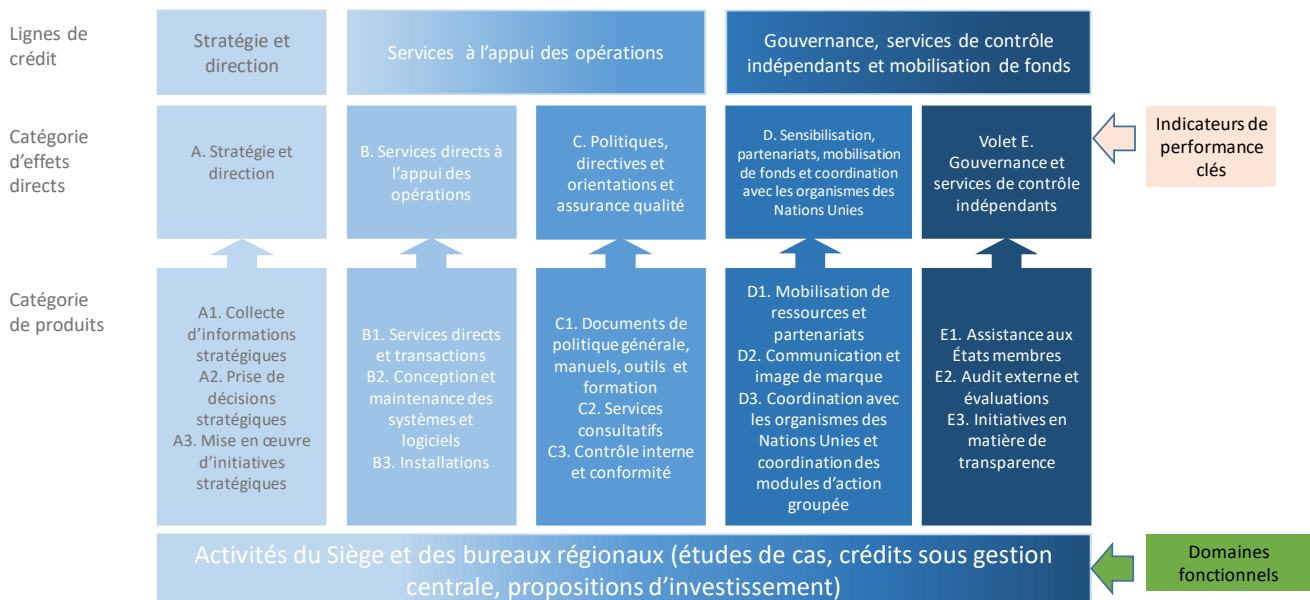 Lignes de
crédit
Stratégie et
direction
Services à l'appui des opérations
Gouvernance, services de contrôle
indépendants et mobilisation de fonds
Catégorie
d'effets
directs
A. Stratégie et
direction
B. Services directs à
l'appui des
opérations
C. Politiques,
directives et
orientations et
assurance qualité
D. Sensibilisation,
partenariats, mobilisation
de fonds et coordination
avec les organismes des
Nations Unies
Volet E.
Gouvernance et
services de contrôle
indépendants
Indicateurs de
performance
clés
Catégorie
de produits
A1. Collecte
d'informations
stratégiques
A2. Prise de
décisions
stratégiques
A3. Mise en œuvre
d'initiatives
stratégiques
B1. Services directs
et transactions
B2. Conception et
maintenance des
systèmes et
logiciels
B3. Installations
C1. Documents de
politique générale,
manuels, outils et
formation
C2. Services
consultatifs
C3. Contrôle interne
et conformité
D1. Mobilisation de
ressources et
partenariats
D2. Communication et
image de marque
D3. Coordination avec
les organismes des
Nations Unies et
coordination des
modules d'action
groupée
E1. Assistance aux
États membres
E2. Audit externe et
évaluations
E3. Initiatives en
matière de
transparence
Activités du Siège et des bureaux régionaux (études de cas, crédits sous gestion
centrale, propositions d'investissement)
Domaines
fonctionnels